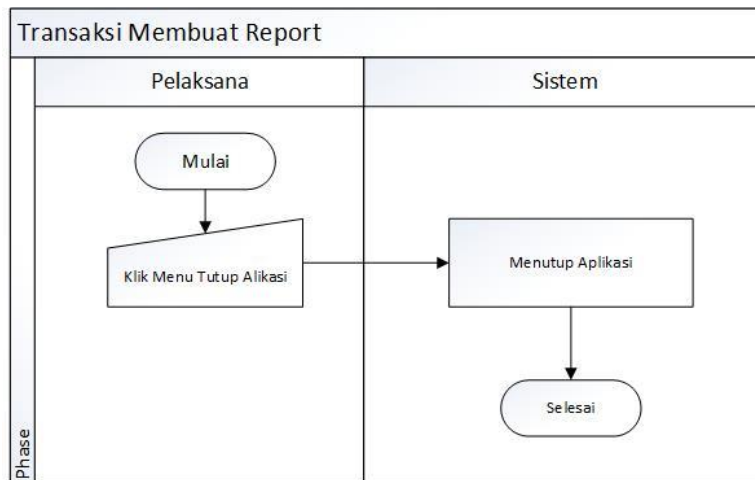 Transaksi Membuat Report
Pelaksana
Sistem
Mulai
Klik Menu Tutup Alikasi
Menutup Aplikasi
Selesai
Phase